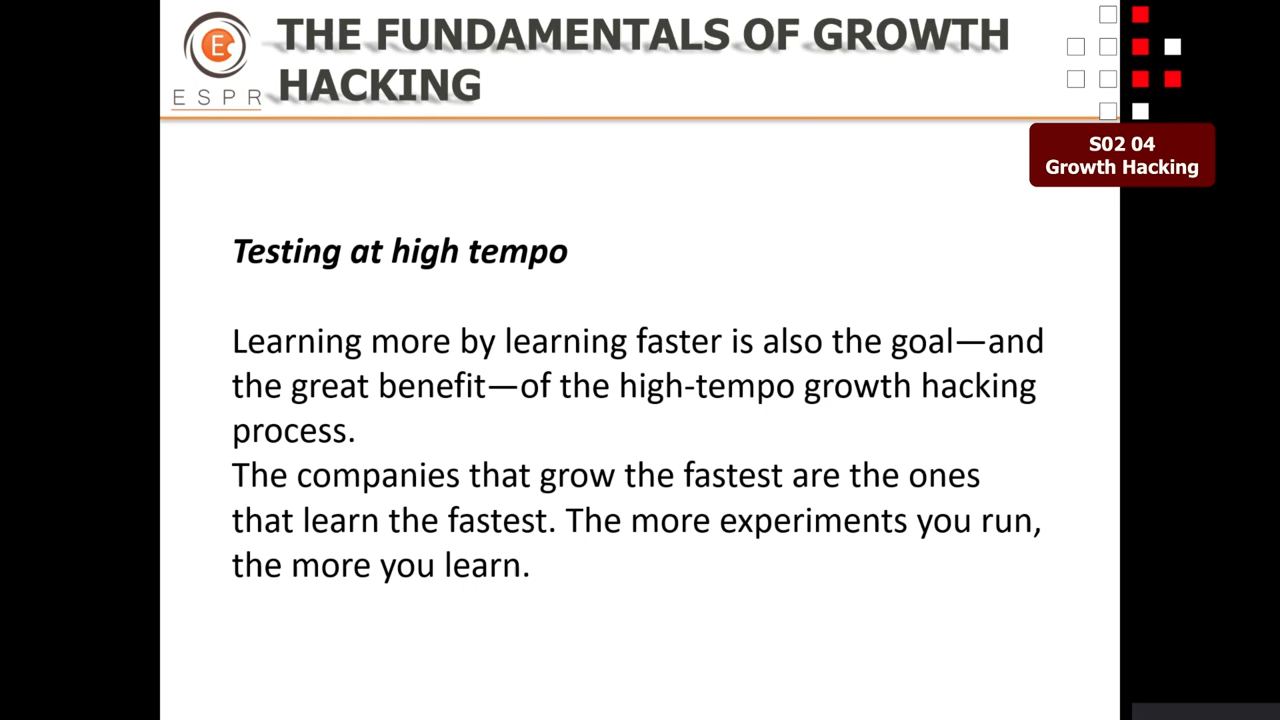 THE FUNDAMENTALS OF GROWTH
HACKING
E
ESPR
S02 04
Growth Hacking
Testing at high tempo
Learning more by learning faster is also the goal—and
the great benefit—of the high-tempo growth hacking
process.
The companies that grow the fastest are the ones
that learn the fastest. The more experiments you run,
the more you learn.